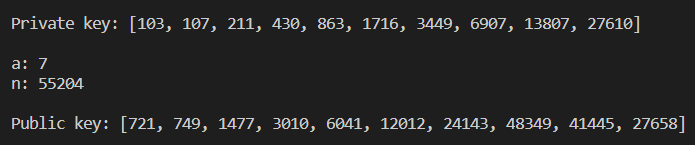 Private key: [103, 107, 211, 430, 863, 1716, 3449, 6907, 13807, 27610]
a: 7
n: 55204
Public key: [721, 749, 1477, 3010, 6041, 12012, 24143, 48349, 41445, 27658]